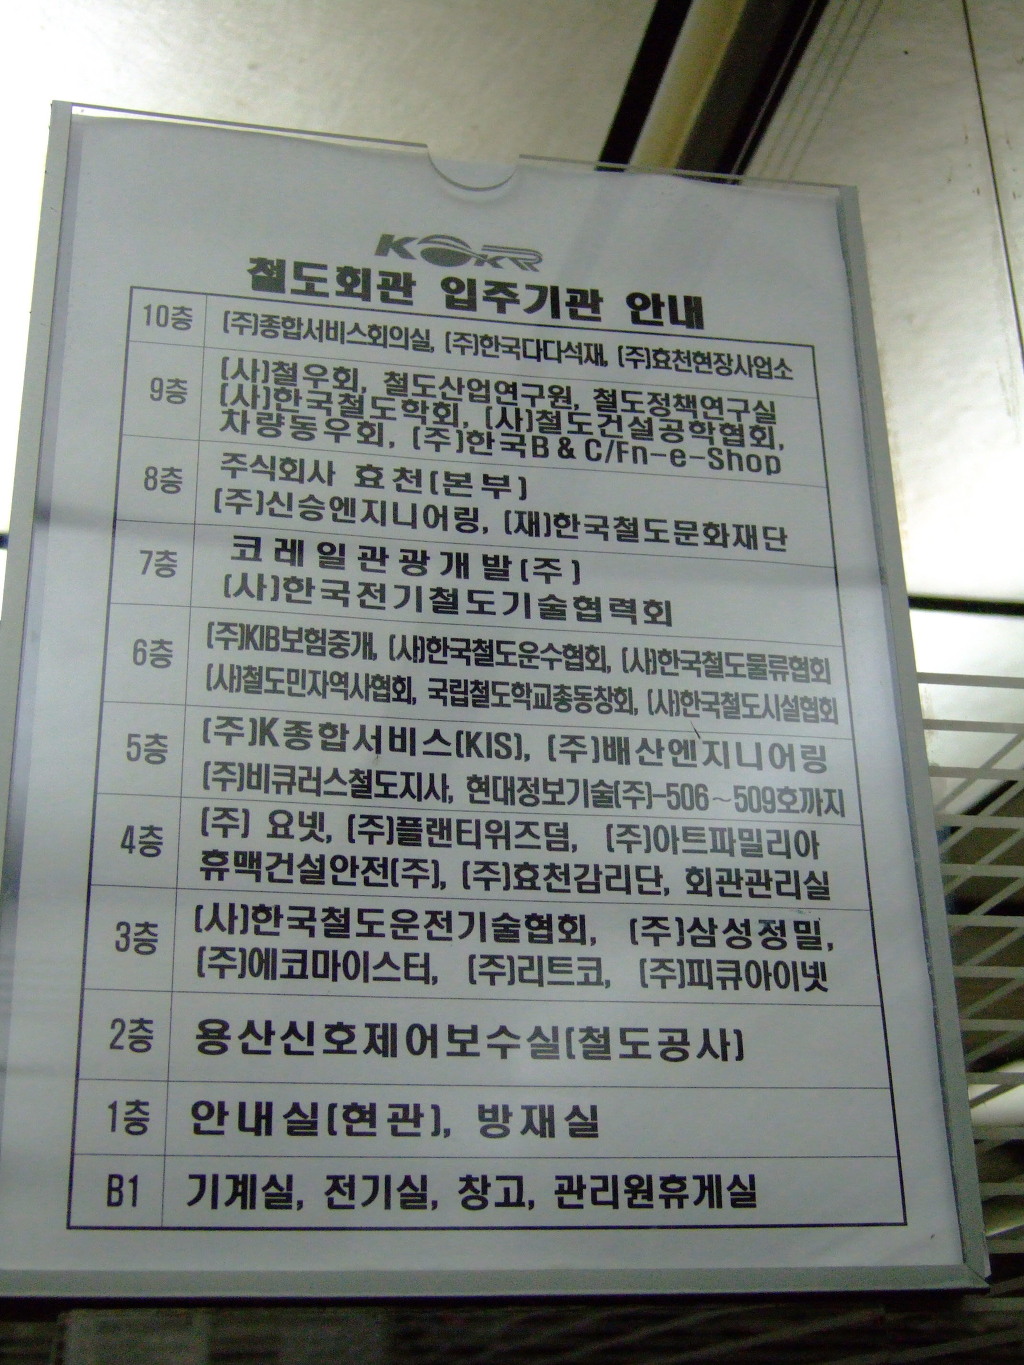 철도회관 입주기관 안내
10층 (주)종합서비스회의실, (주)한국다다석재, (주)효천현장사업소
9층 (사)철우회, 철도산업연구원, 철도정책연구실
(사)한국철도학회, (사)철도건설공학협회,
차량동우회, (주)한국B & C/Fn-e-Shop
8층 주식회사 효천(본부)
(주)신승엔지니어링, (재)한국철도문화재단
7층 코레일관광개발(주)
(사)한국전기철도기술협력회
6층 (주)KIB보험중개, (사)한국철도운수협회, (사)한국철도물류협회
(사)철도민자역사협회, 국립철도학교총동창회, (사)한국철도시설협회
5층 (주)K종합서비스(KIS), (주)배산엔지니어링
(주)비큐러스철도지사, 현대정보기술(주)-506~509호까지
4층 (주) 요넷, (주)플랜티위즈덤, (주)아트파밀리아
휴맥건설안전(주), (주)효천감리단, 회관관리실
3층 (사)한국철도운전기술협회, (주)삼성정밀,
(주)에코마이스터, (주)리트코, (주)피큐아이넷
2층 용산신호제어보수실(철도공사)
1층 안내실(현관), 방재실
B1 기계실, 전기실, 창고, 관리원휴게실